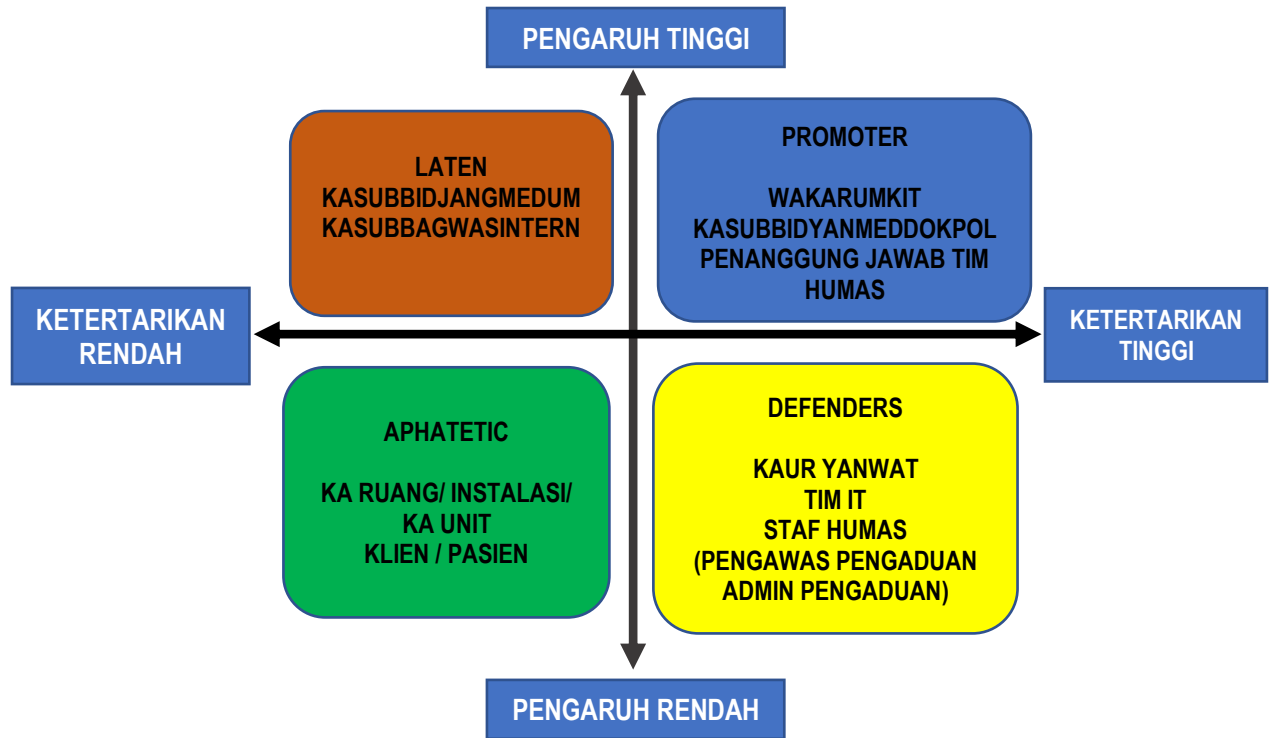 PENGARUH TINGGI
LATEN
KASUBBIDJANGMEDUM
KASUBBAGWASINTERN
PROMOTER
WAKARUMKIT
KASUBBIDYANMEDDOKPOL
PENANGGUNG JAWAB TIM
HUMAS
KETERTARIKAN
RENDAH
KETERTARIKAN
TINGGI
APHATETIC
KA RUANG/ INSTALASI/
KA UNIT
KLIEN / PASIEN
DEFENDERS
KAUR YANWAT
TIM IT
STAF HUMAS
(PENGAWAS PENGADUAN
ADMIN PENGADUAN)
PENGARUH RENDAH